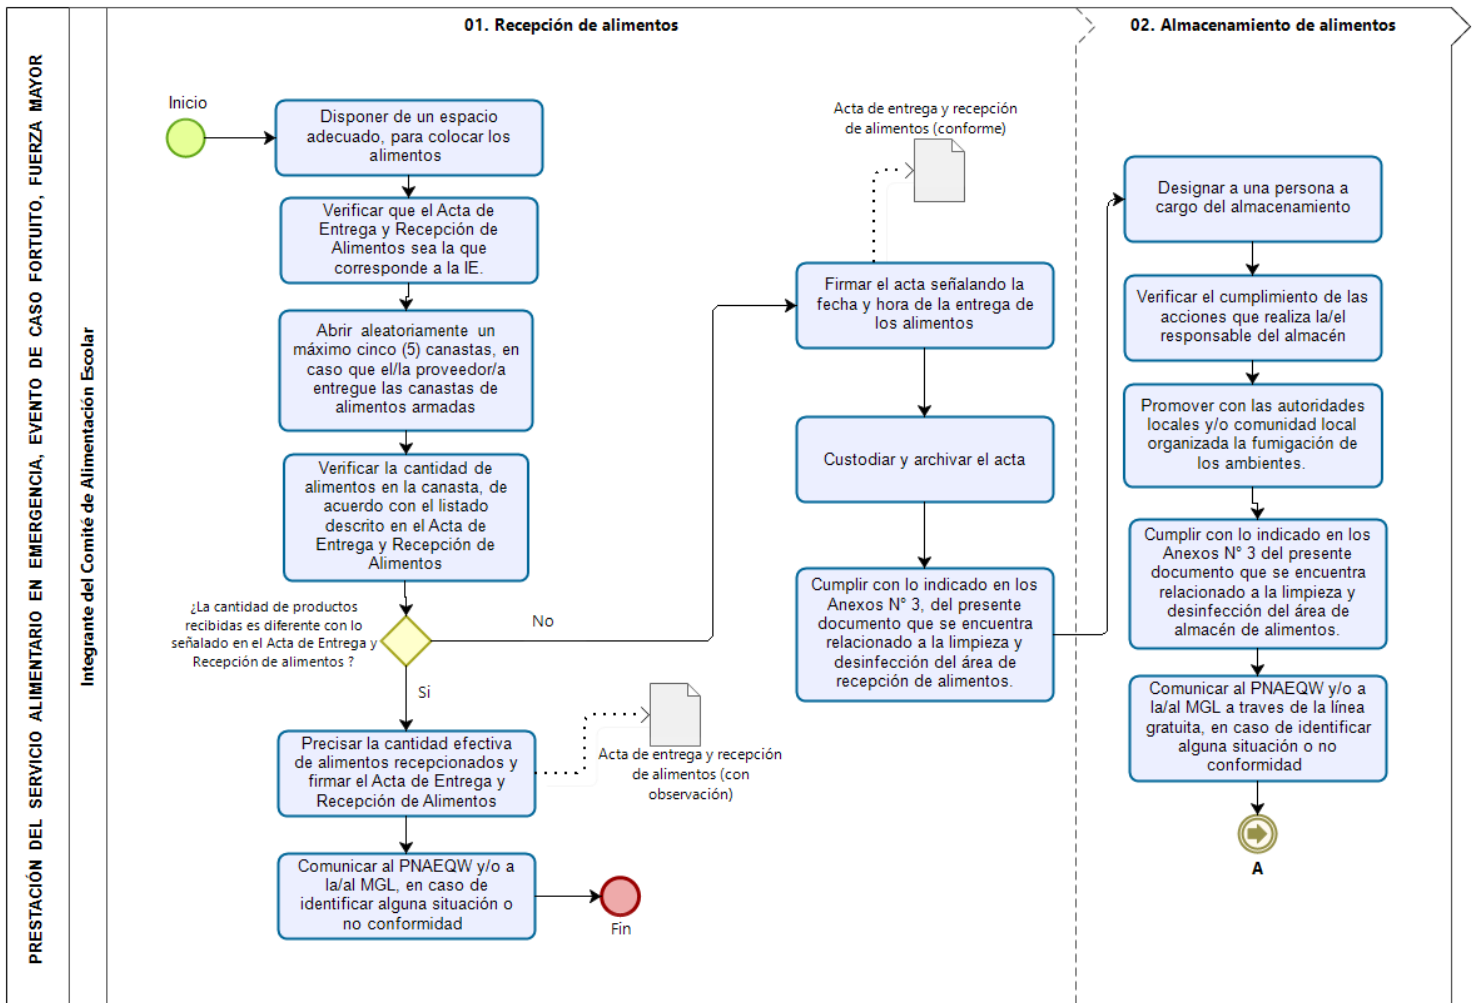 PRESTACIÓN DEL SERVICIO ALIMENTARIO EN EMERGENCIA, EVENTO DE CASO FORTUITO, FUERZA MAYOR
Integrante del Comité de Alimentación Escolar
01. Recepción de alimentos
Inicio
Disponer de un espacio
adecuado, para colocar los
alimentos
Verificar que el Acta de
Entrega y Recepción de
Alimentos sea la que
corresponde a la IE.
Abrir aleatoriamente un
máximo cinco (5) canastas, en
caso que el/la proveedor/a
entregue las canastas de
alimentos armadas
Verificar la cantidad de
alimentos en la canasta, de
acuerdo con el listado
descrito en el Acta de
Entrega y Recepción de
Alimentos
¿La cantidad de productos
recibidas es diferente con lo
señalado en el Acta de Entrega y
Recepción de alimentos ?
No
Si
Precisar la cantidad efectiva
de alimentos recepcionados y
firmar el Acta de Entrega y
Recepción de Alimentos
Acta de entrega y recepción
de alimentos (con
observación)
Comunicar al PNAEQW y/o a
la/al MGL, en caso de
identificar alguna situación o
no conformidad
Fin
Acta de entrega y recepción
de alimentos (conforme)
Firmar el acta señalando la
fecha y hora de la entrega de
los alimentos
Custodiar y archivar el acta
Cumplir con lo indicado en los
Anexos N° 3, del presente
documento que se encuentra
relacionado a la limpieza y
desinfección del área de
recepción de alimentos.
02. Almacenamiento de alimentos
Designar a una persona a
cargo del almacenamiento
Verificar el cumplimiento de las
acciones que realiza la/el
responsable del almacén
Promover con las autoridades
locales y/o comunidad local
organizada la fumigación de
los ambientes.
Cumplir con lo indicado en los
Anexos N° 3 del presente
documento que se encuentra
relacionado a la limpieza y
desinfección del área de
almacén de alimentos.
Comunicar al PNAEQW y/o a
la/al MGL a traves de la línea
gratuita, en caso de identificar
alguna situación o no
conformidad
A